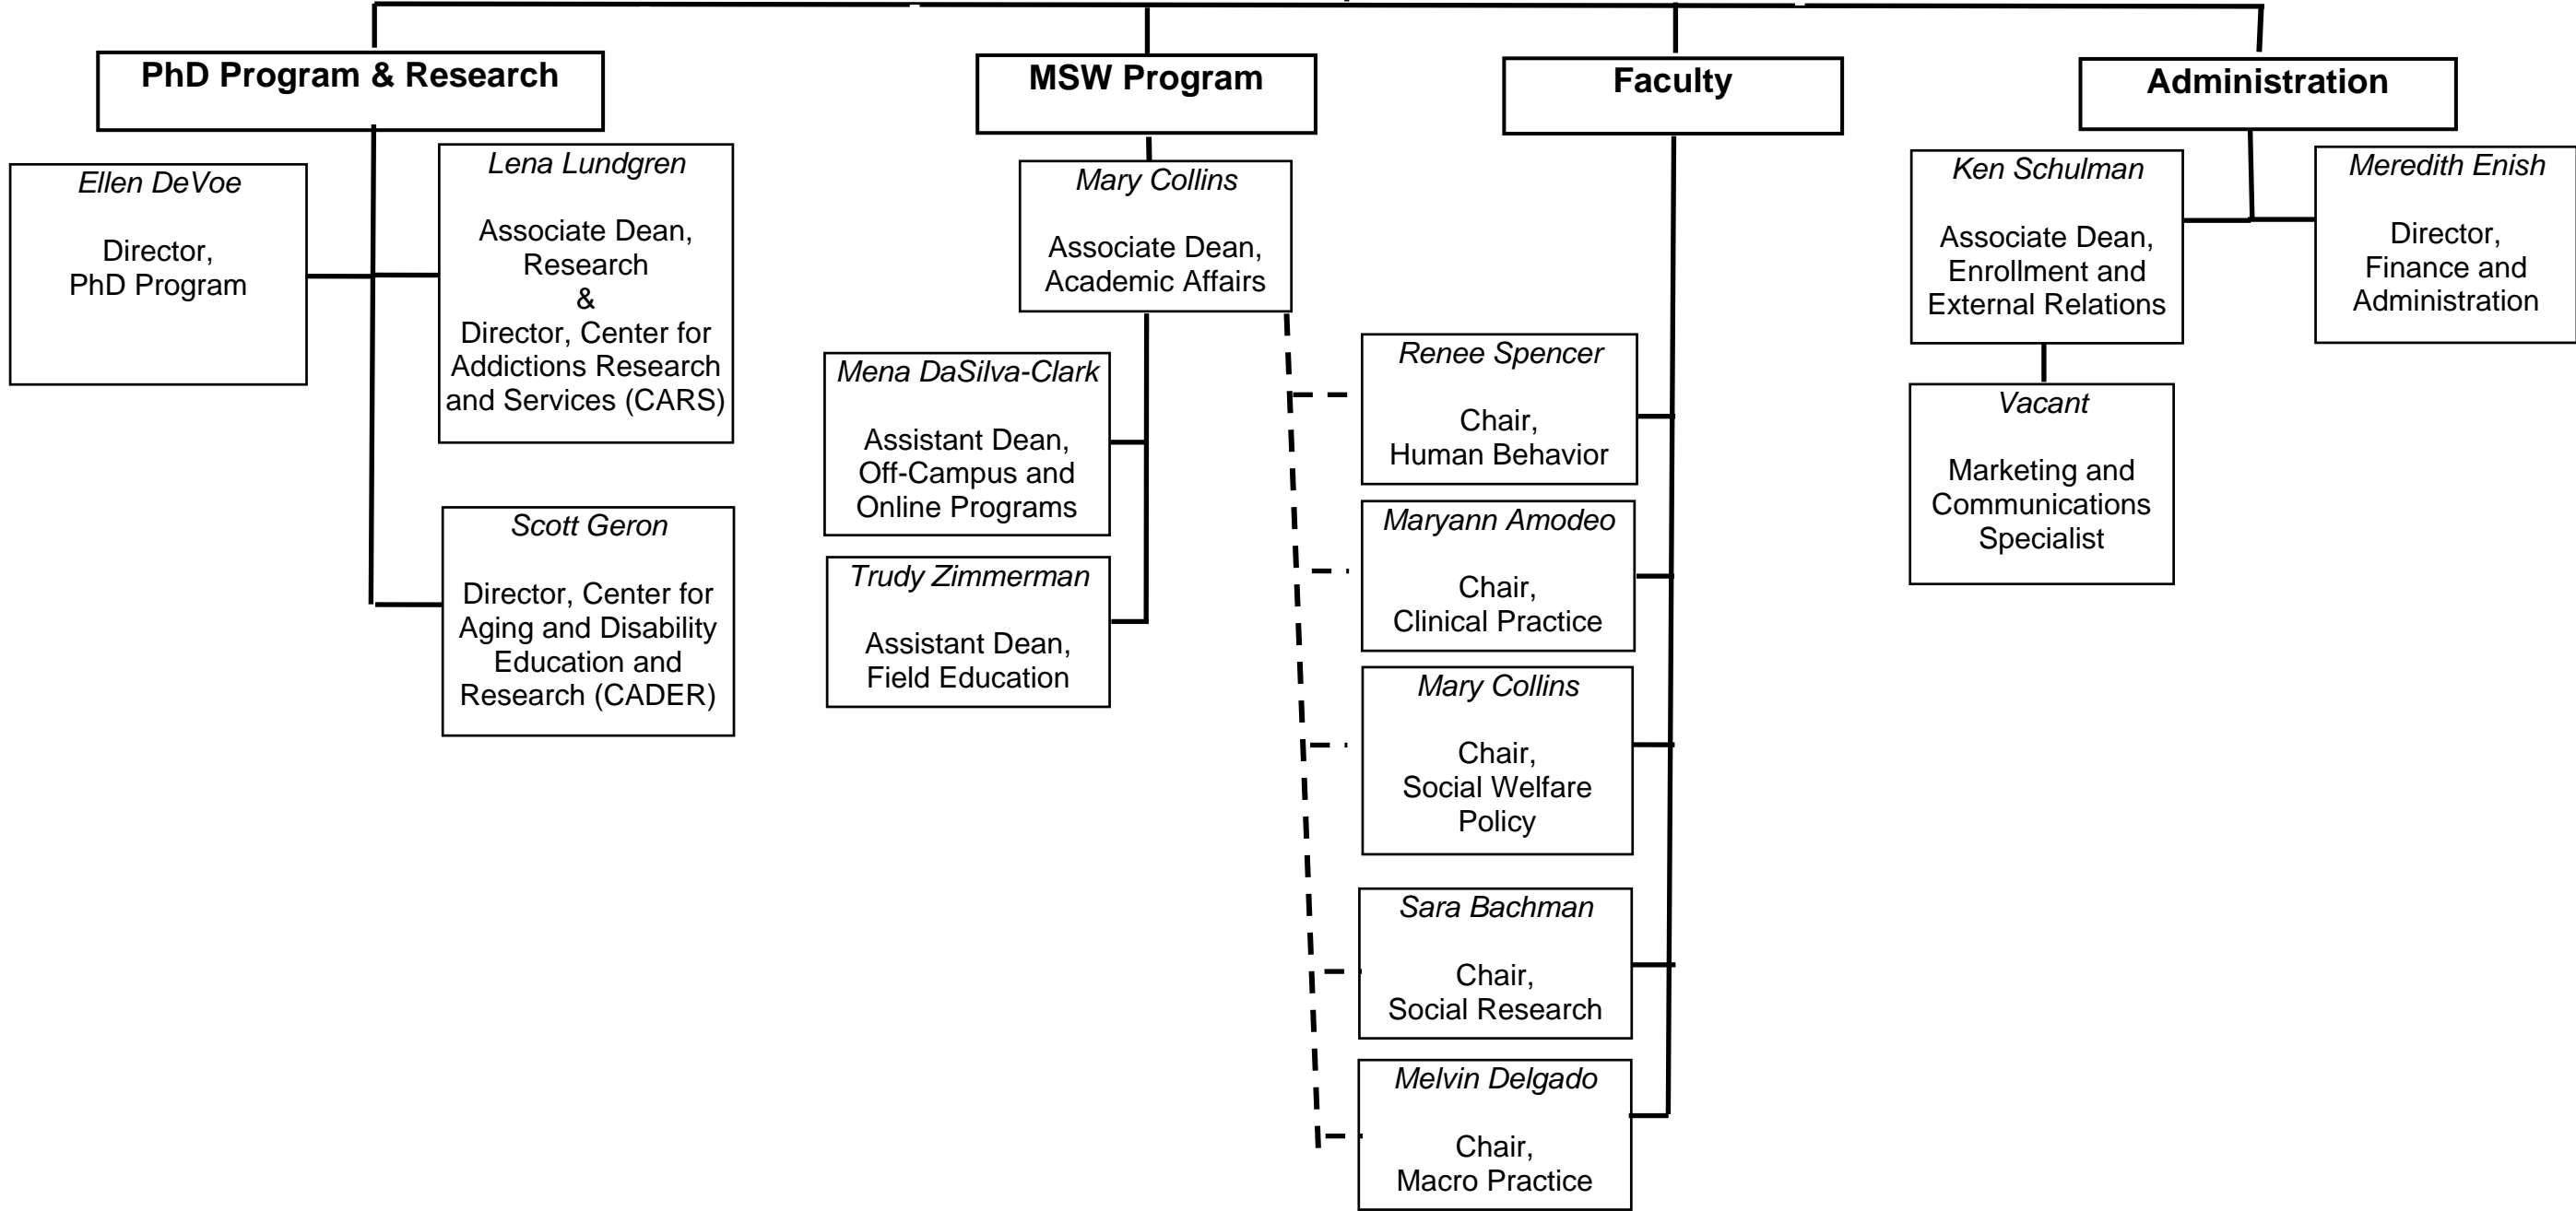 PhD Program & Research
Ellen DeVoe
Director,
PhD Program
Lena Lundgren
Associate Dean,
Research
&
Director, Center for
Addictions Research
and Services (CARS)
Scott Geron
Director, Center for
Aging and Disability
Education and
Research (CADER)
MSW Program
Mary Collins
Associate Dean,
Academic Affairs
Mena DaSilva-Clark
Assistant Dean,
Off-Campus and
Online Programs
Trudy Zimmerman
Assistant Dean,
Field Education
Faculty
Renee Spencer
Chair,
Human Behavior
Maryann Amodeo
Chair,
Clinical Practice
Mary Collins
Chair,
Social Welfare
Policy
Sara Bachman
Chair,
Social Research
Melvin Delgado
Chair,
Macro Practice
Administration
Ken Schulman
Associate Dean,
Enrollment and
External Relations
Vacant
Marketing and
Communications
Specialist
Meredith Enish
Director,
Finance and
Administration